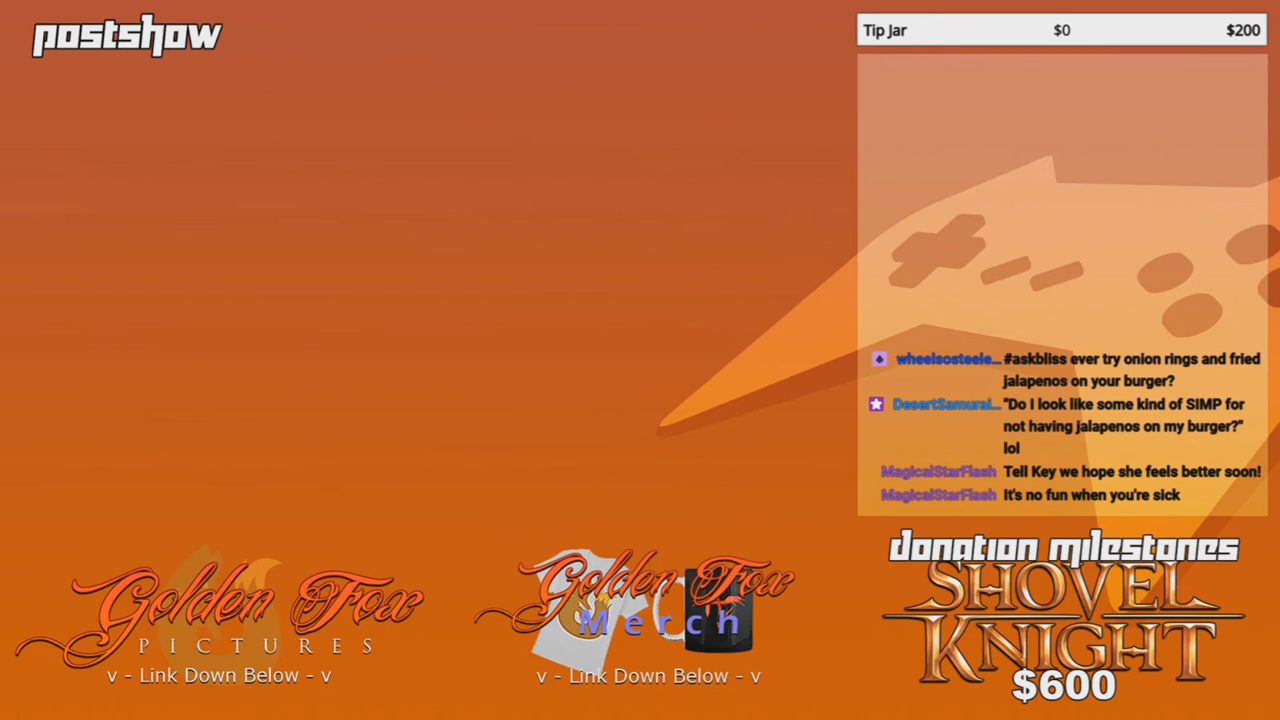 postshow
Tip Jar $0 $200
wheelsosteele... #askbliss ever try onion rings and fried
jalapenos on your burger?
DesertSamurai... "Do I look like some kind of SIMP for
not having jalapenos on my burger?"
lol
MagicalStarFlash Tell Key we hope she feels better soon!
MagicalStarFlash It's no fun when you're sick
Golden Fox
PICTURES
v - Link Down Below - v
Golden Fox
Merch
v - Link Down Below - v
donation milestones
SHOVEL
KNIGHT
$600